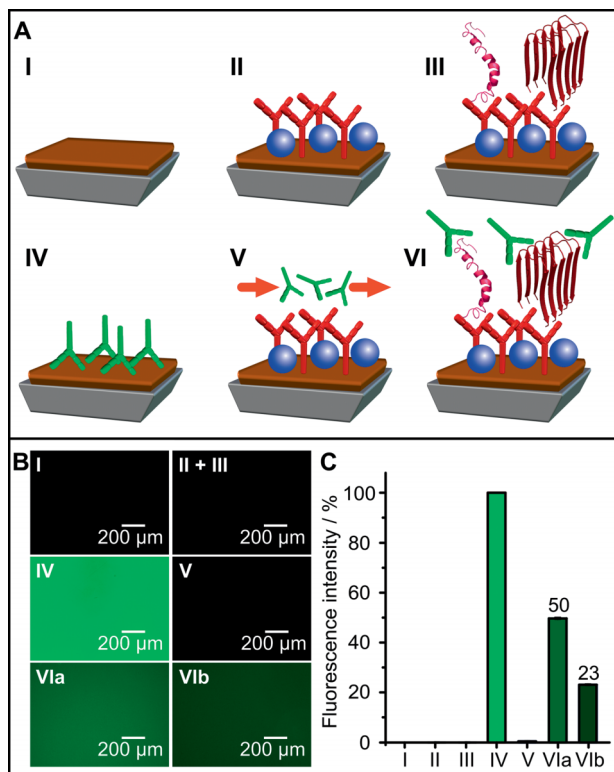 A
I
II
III
IV
V
VI
B
I
200 µm
II + III
200 µm
IV
200 µm
V
200 µm
VIa
200 µm
VIb
200 µm
C
Fluorescence intensity / %
100
80
60
40
20
0
50
23
I II III IV V VIa VIb